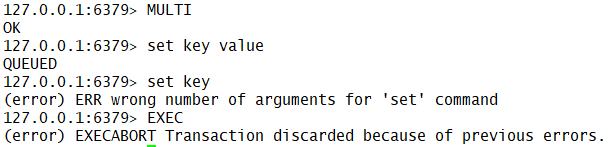 127.0.0.1:6379> MULTI
OK
127.0.0.1:6379> set key value
QUEUED
127.0.0.1:6379> set key
(error) ERR wrong number of arguments for 'set' command
127.0.0.1:6379> EXEC
(error) EXECABORT Transaction discarded because of previous errors.